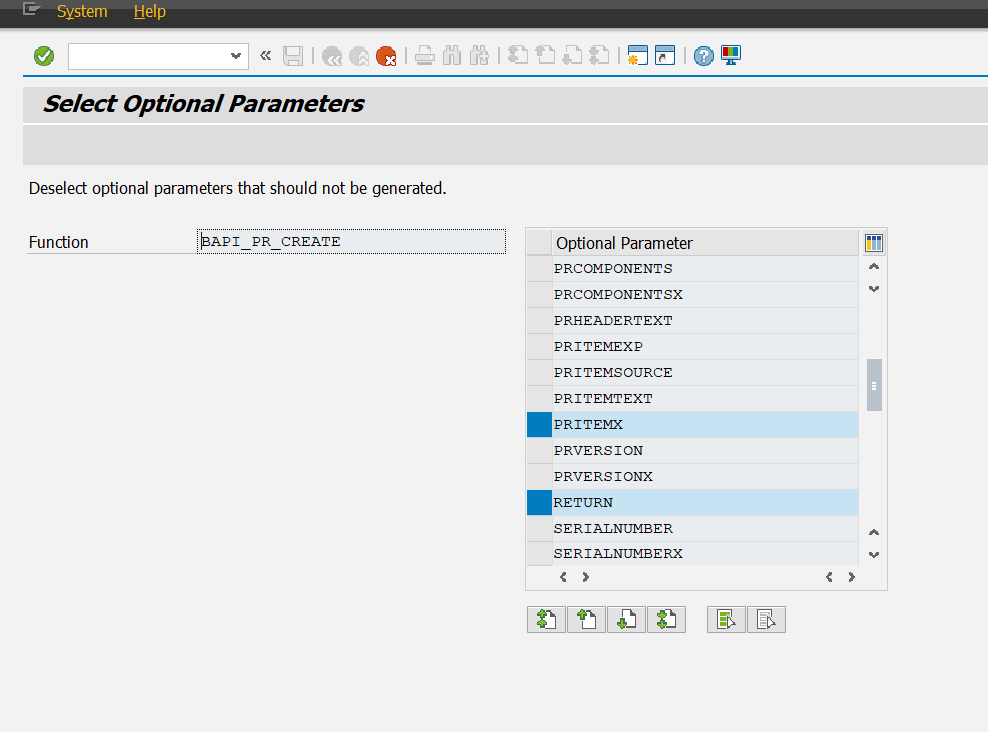 System Help
Select Optional Parameters
Deselect optional parameters that should not be generated.
Function BAPI_PR_CREATE
Optional Parameter
PRCOMPONENTS
PRCOMPONENTSX
PRHEADERTEXT
PRITEMEXP
PRITEMSOURCE
PRITEMTEXT
PRITEMX
PRVERSION
PRVERSIONX
RETURN
SERIALNUMBER
SERIALNUMBERX